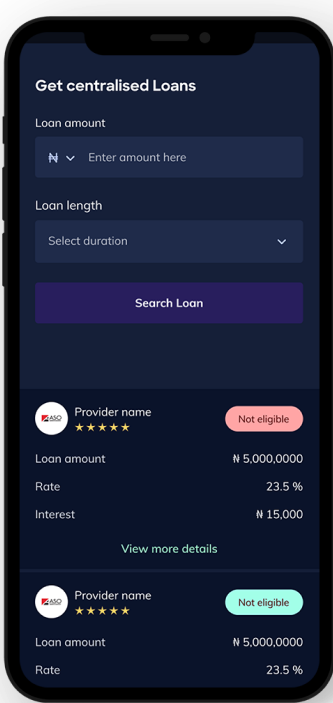 Get centralised Loans
Loan amount
₦ Enter amount here
Loan length
Select duration
Search Loan
ASO
Provider name
Not eligible
Loan amount ₦ 5,000,0000
Rate 23.5 %
Interest ₦ 15,000
View more details
ASO
Provider name
Not eligible
Loan amount ₦ 5,000,0000
Rate 23.5 %